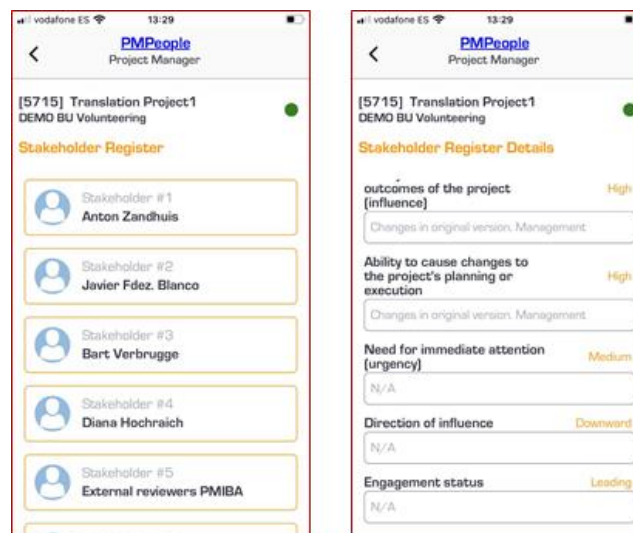 vodafone ES 13:29
PMPeople
Project Manager
[5715] Translation Project1
DEMO BU Volunteering
Stakeholder Register
Stakeholder #1
Anton Zandhuis
Stakeholder #2
Javier Fdez. Blanco
Stakeholder #3
Bart Verbrugge
Stakeholder #4
Diana Hochraich
Stakeholder #5
External reviewers PMIBA
vodafone ES 13:29
PMPeople
Project Manager
[5715] Translation Project1
DEMO BU Volunteering
Stakeholder Register Details
outcomes of the project High
(influence)
Changes in original version. Management
Ability to cause changes to
the project's planning or High
execution
Changes in original version. Management
Need for immediate attention Medium
(urgency)
N/A
Direction of influence Downward
N/A
Engagement status Leading
N/A